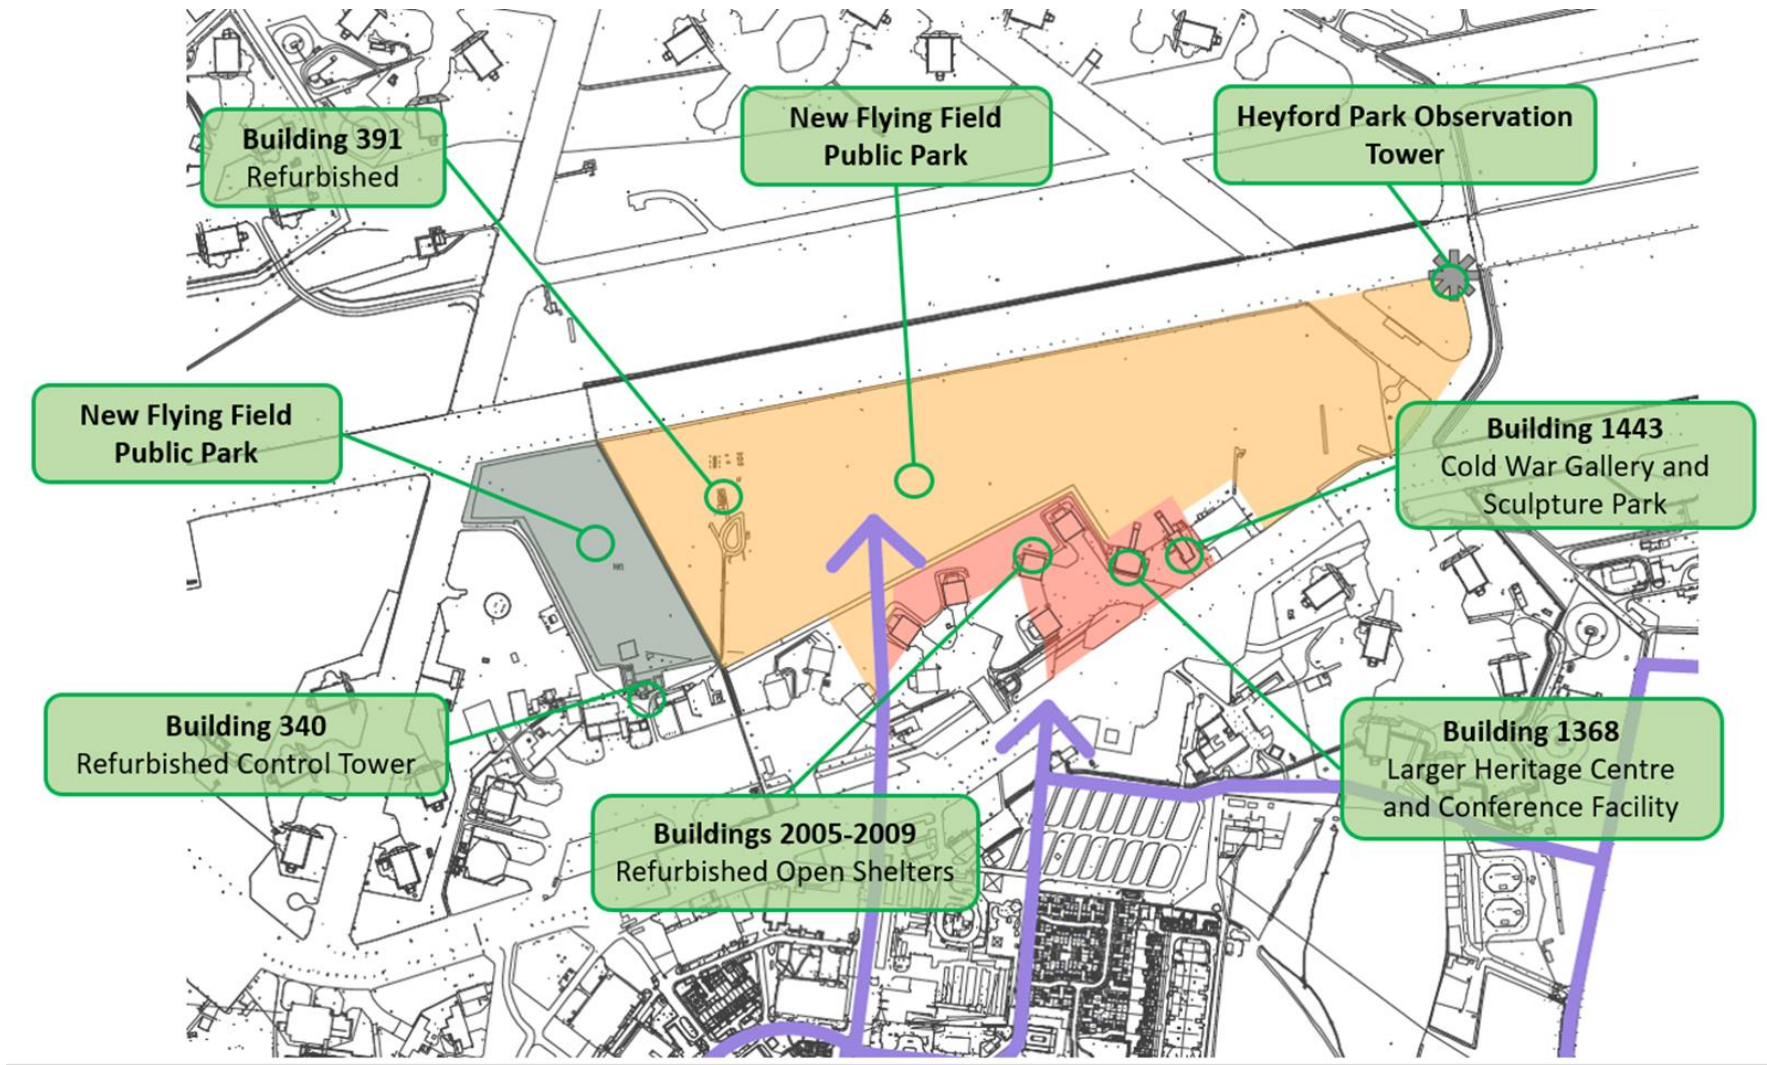 Building 391
Refurbished
New Flying Field
Public Park
Heyford Park Observation
Tower
New Flying Field
Public Park
Building 1443
Cold War Gallery and
Sculpture Park
Building 340
Refurbished Control Tower
Buildings 2005-2009
Refurbished Open Shelters
Building 1368
Larger Heritage Centre
and Conference Facility